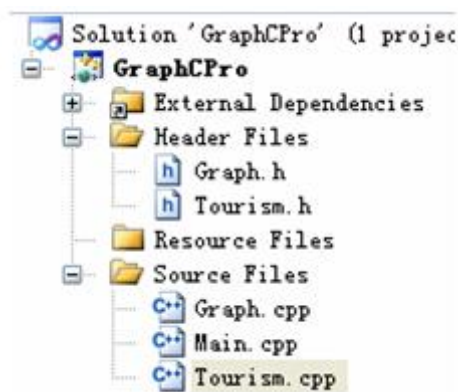 Solution 'GraphCPro' (1 projec
GraphCPro
External Dependencies
Header Files
Graph.h
Tourism.h
Resource Files
Source Files
Graph.cpp
Main.cpp
Tourism.cpp